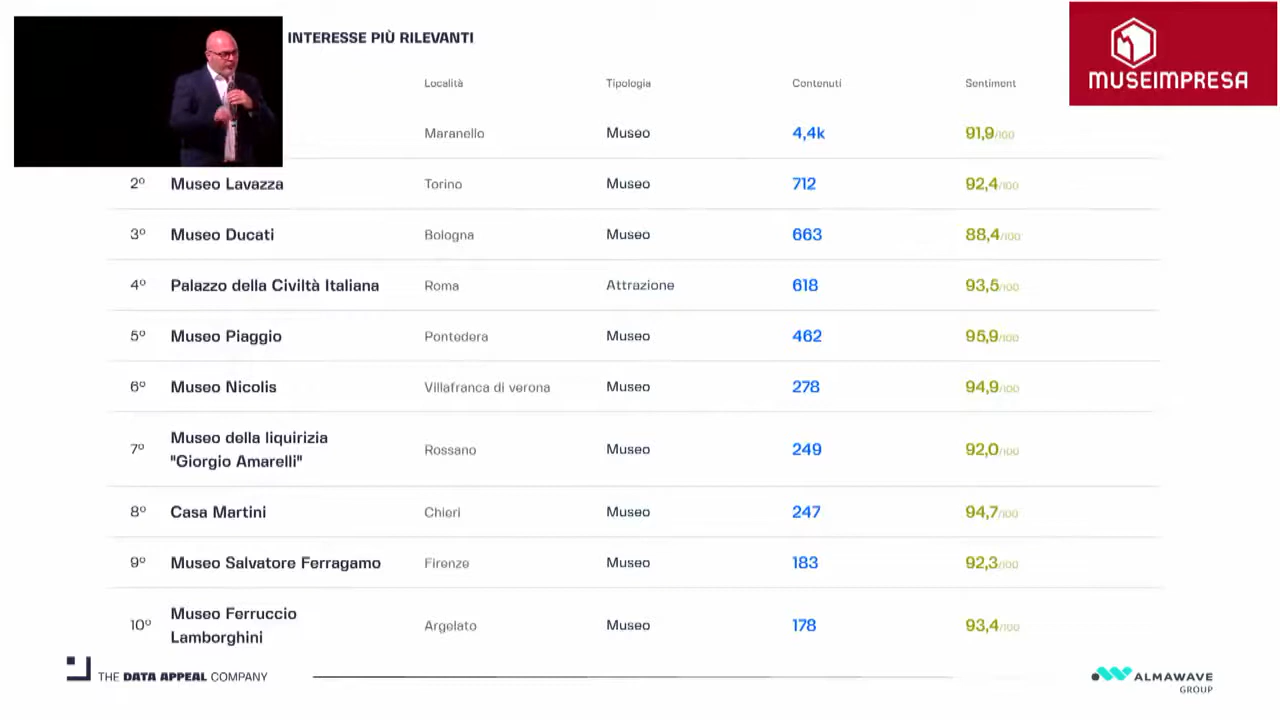 INTERESSE PIÙ RILEVANTI
MUSEIMPRESA
Località Tipologia Contenuti Sentiment
Maranello Museo 4,4k 91,9/100
2º Museo Lavazza Torino Museo 712 92,4/100
3º Museo Ducati Bologna Museo 663 88,4/100
4º Palazzo della Civiltà Italiana Roma Attrazione 618 93,5/100
5º Museo Piaggio Pontedera Museo 462 95,9/100
6º Museo Nicolis Villafranca di verona Museo 278 94,9/100
7º Museo della liquirizia
"Giorgio Amarelli" Rossano Museo 249 92,0/100
8º Casa Martini Chieri Museo 247 94,7/100
9º Museo Salvatore Ferragamo Firenze Museo 183 92,3/100
10º Museo Ferruccio
Lamborghini Argelato Museo 178 93,4/100
THE DATA APPEAL COMPANY
ALMAWAVE
GROUP